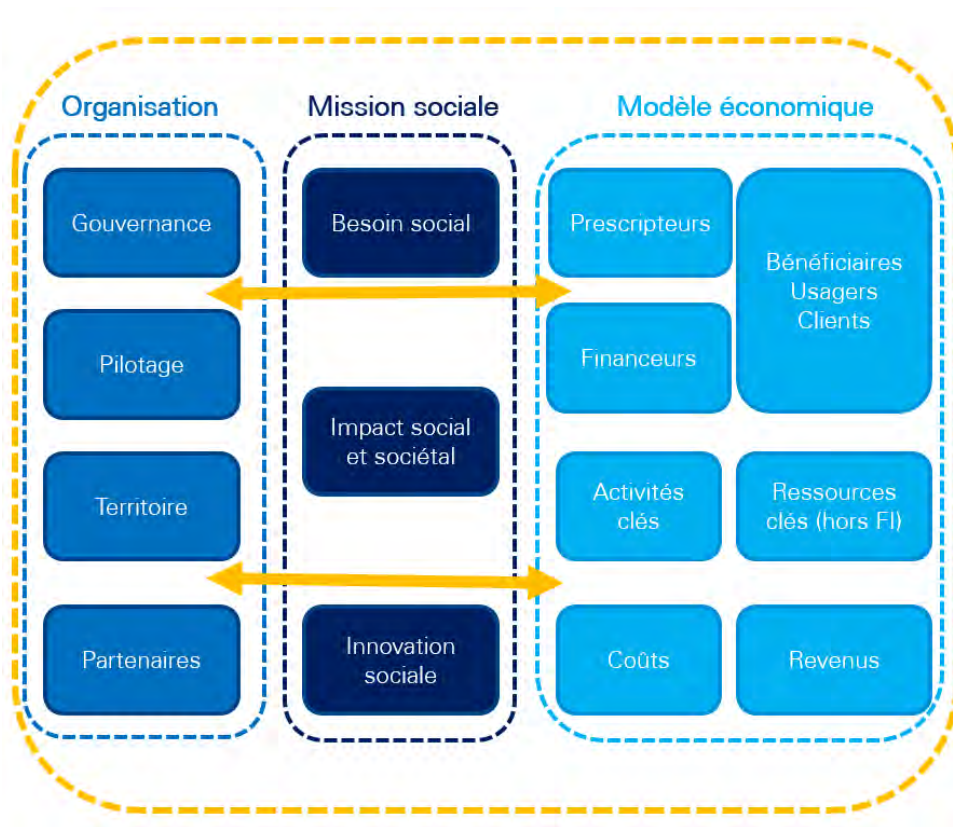 Organisation
Mission sociale
Modèle économique
Gouvernance
Pilotage
Territoire
Partenaires
Besoin social
Impact social
et sociétal
Innovation
sociale
Prescripteurs
Bénéficiaires
Usagers
Clients
Financeurs
Activités
clés
Ressources
clés (hors FI)
Coûts
Revenus